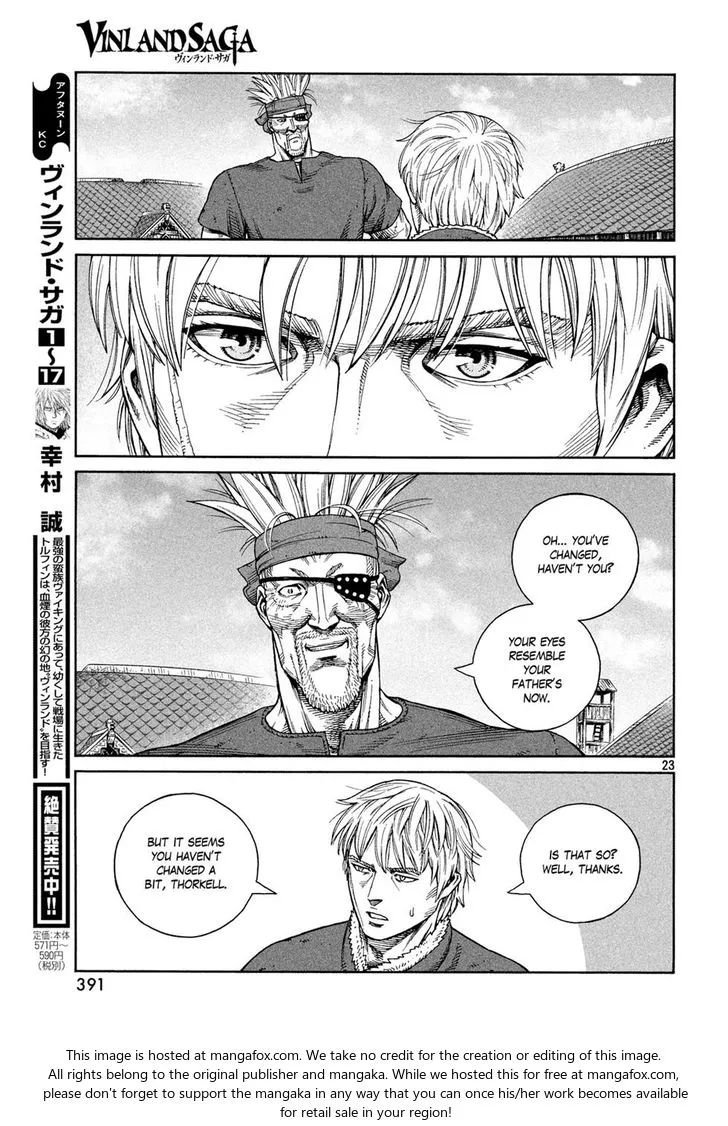 VINLAND SAGA
ヴィンランド・サガ
アフタヌーン
KC
ヴィンランド・サガ
1〜17
幸村 誠
最強の蛮族ヴァイキングにあって、幼くして戦場に生きた
トルフィンは、血煙の彼方の幻の地"ヴィンランド"を目指す!
絶賛発売中!!
定価:本体
571円〜
590円
(税別)
OH... YOU'VE
CHANGED,
HAVEN'T YOU?
YOUR EYES
RESEMBLE
YOUR
FATHER'S
NOW.
23
IS THAT SO?
WELL, THANKS.
BUT IT SEEMS
YOU HAVEN'T
CHANGED A
BIT, THORKELL.
391
This image is hosted at mangafox.com. We take no credit for the creation or editing of this image.
All rights belong to the original publisher and mangaka. While we hosted this for free at mangafox.com,
please don't forget to support the mangaka in any way that you can once his/her work becomes available
for retail sale in your region!